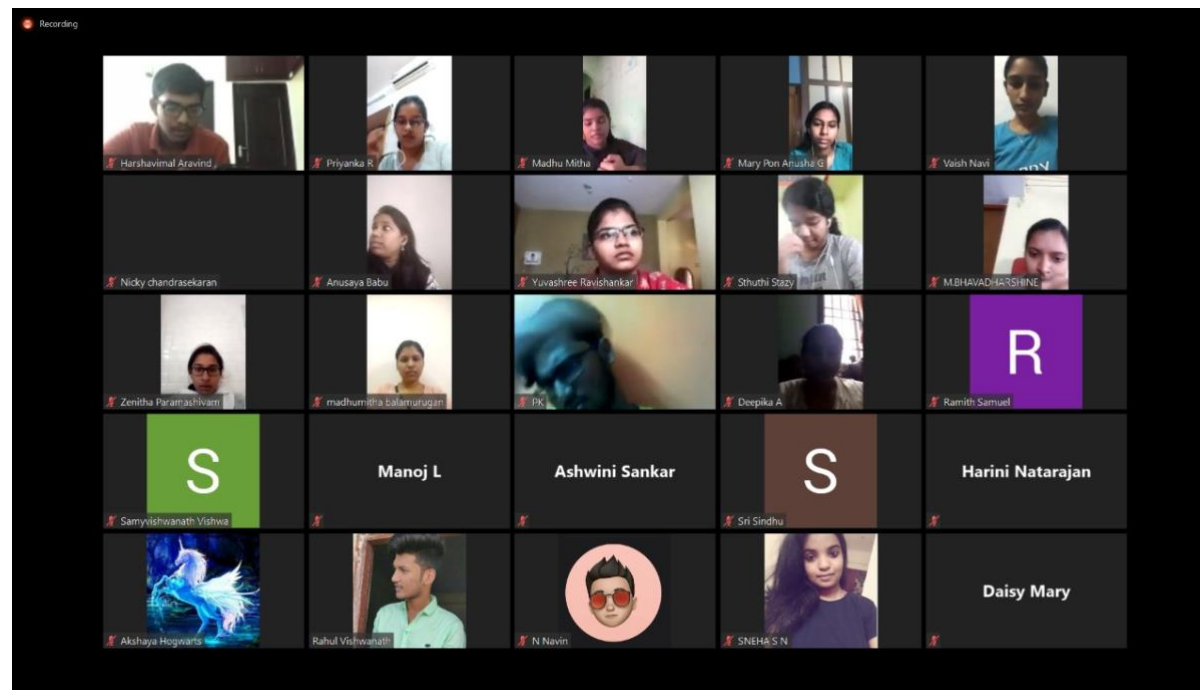 Recording
Harshavimal Aravind
Priyanka R
Madhu Mitha
Mary Pon Anusha G
Vaish Navi
Nicky chandrasekaran
Anusaya Babu
Yuvashree Ravishankar
Sthuthi Stazy
M.BHAVADHARSHINE
Zenitha Paramashivam
madhumitha balamurugan
PK
Deepika A
R
Ramith Samuel
S
Samyvishwanath Vishwa
Manoj L
Ashwini Sankar
S
Sri Sindhu
Harini Natarajan
Akshaya Hogwarts
Rahul Vishwanath
N Navin
SNEHA S N
Daisy Mary